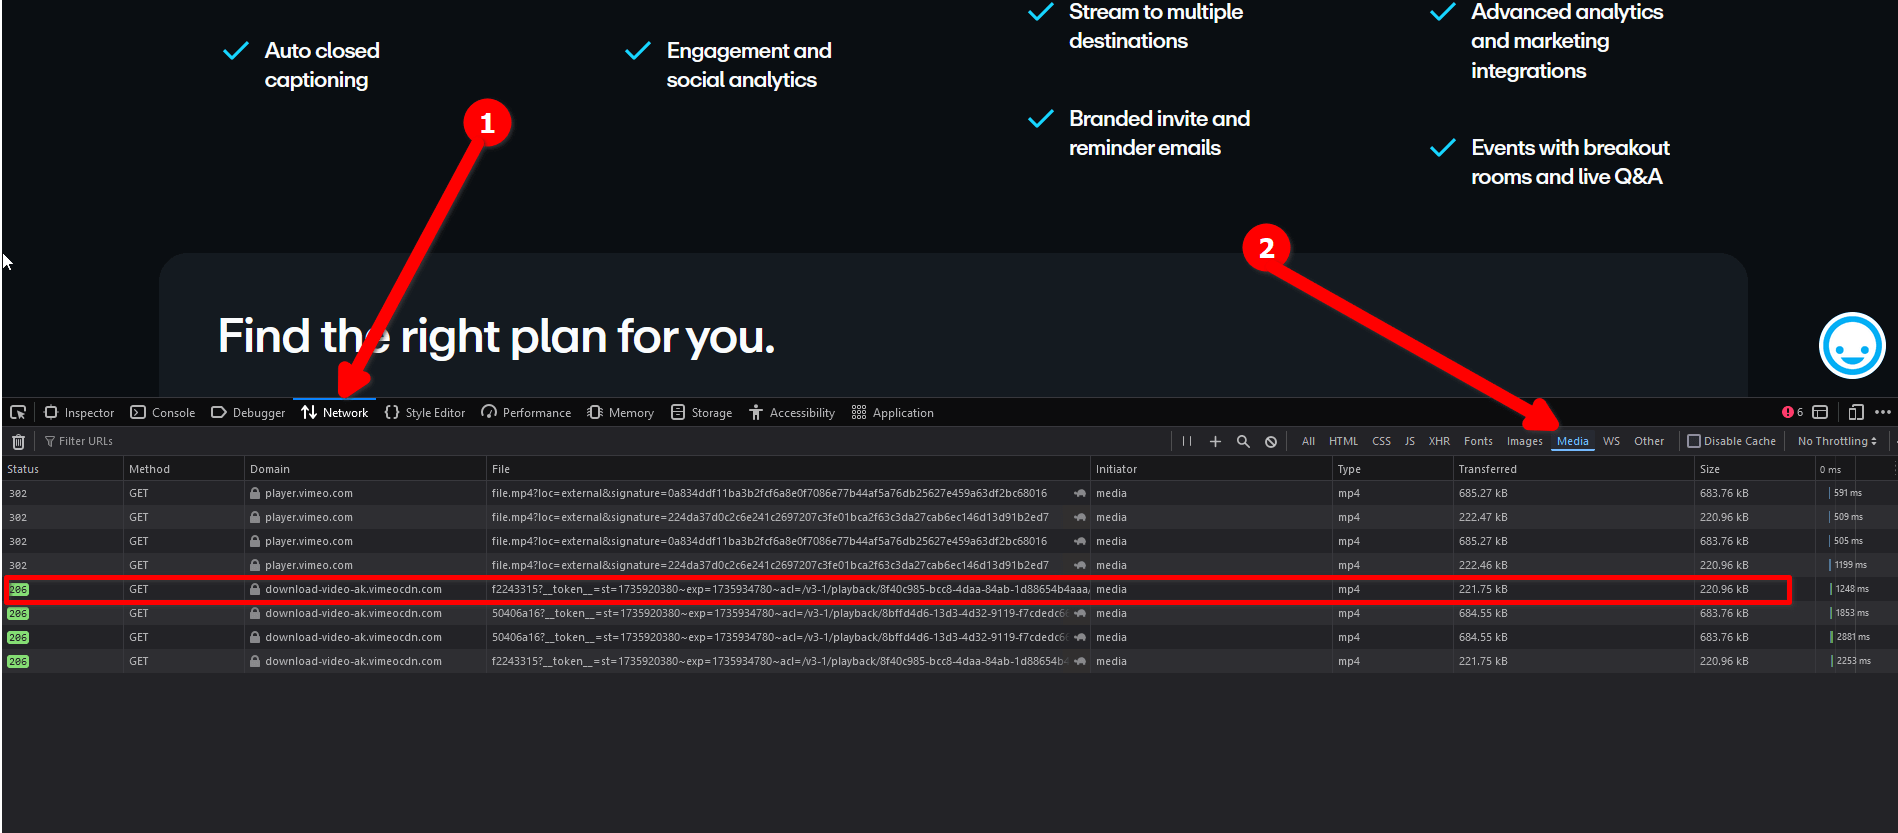 Stream to multiple
destinations
Advanced analytics
and marketing
integrations
Auto closed
captioning
Engagement and
social analytics
1
Branded invite and
reminder emails
Events with breakout
rooms and live Q&A
2
Find the right plan for you.
Inspector Console Debugger Network Style Editor Performance Memory Storage Accessibility Application 6
Filter URLs All HTML CSS JS XHR Fonts Images Media WS Other Disable Cache No Throttling
Status Method Domain File Initiator Type Transferred Size 0 ms
302 GET player.vimeo.com file.mp4?loc=external&signature=0a834ddf11ba3b2fcf6a8e0f7086e77b44af5a76db25627e459a63df2bc68016 media mp4 685.27 kB 683.76 kB 591 ms
302 GET player.vimeo.com file.mp4?loc=external&signature=224da37d0c2c6e241c2697207c3fe01bca2f63c3da27cab6ec146d13d91b2ed7 media mp4 222.47 kB 220.96 kB 509 ms
302 GET player.vimeo.com file.mp4?loc=external&signature=0a834ddf11ba3b2fcf6a8e0f7086e77b44af5a76db25627e459a63df2bc68016 media mp4 685.27 kB 683.76 kB 505 ms
302 GET player.vimeo.com file.mp4?loc=external&signature=224da37d0c2c6e241c2697207c3fe01bca2f63c3da27cab6ec146d13d91b2ed7 media mp4 222.46 kB 220.96 kB 1199 ms
206 GET download-video-ak.vimeocdn.com f2243315?__token__=st=1735920380~exp=1735934780~acl=/v3-1/playback/8f40c985-bcc8-4daa-84ab-1d88654b4aaa/ media mp4 221.75 kB 220.96 kB 1248 ms
206 GET download-video-ak.vimeocdn.com 50406a16?__token__=st=1735920380~exp=1735934780~acl=/v3-1/playback/8bffd4d6-13d3-4d32-9119-f7cdedc6 media mp4 684.55 kB 683.76 kB 1853 ms
206 GET download-video-ak.vimeocdn.com 50406a16?__token__=st=1735920380~exp=1735934780~acl=/v3-1/playback/8bffd4d6-13d3-4d32-9119-f7cdedc6 media mp4 684.55 kB 683.76 kB 2881 ms
206 GET download-video-ak.vimeocdn.com f2243315?__token__=st=1735920380~exp=1735934780~acl=/v3-1/playback/8f40c985-bcc8-4daa-84ab-1d88654b4 media mp4 221.75 kB 220.96 kB 2253 ms